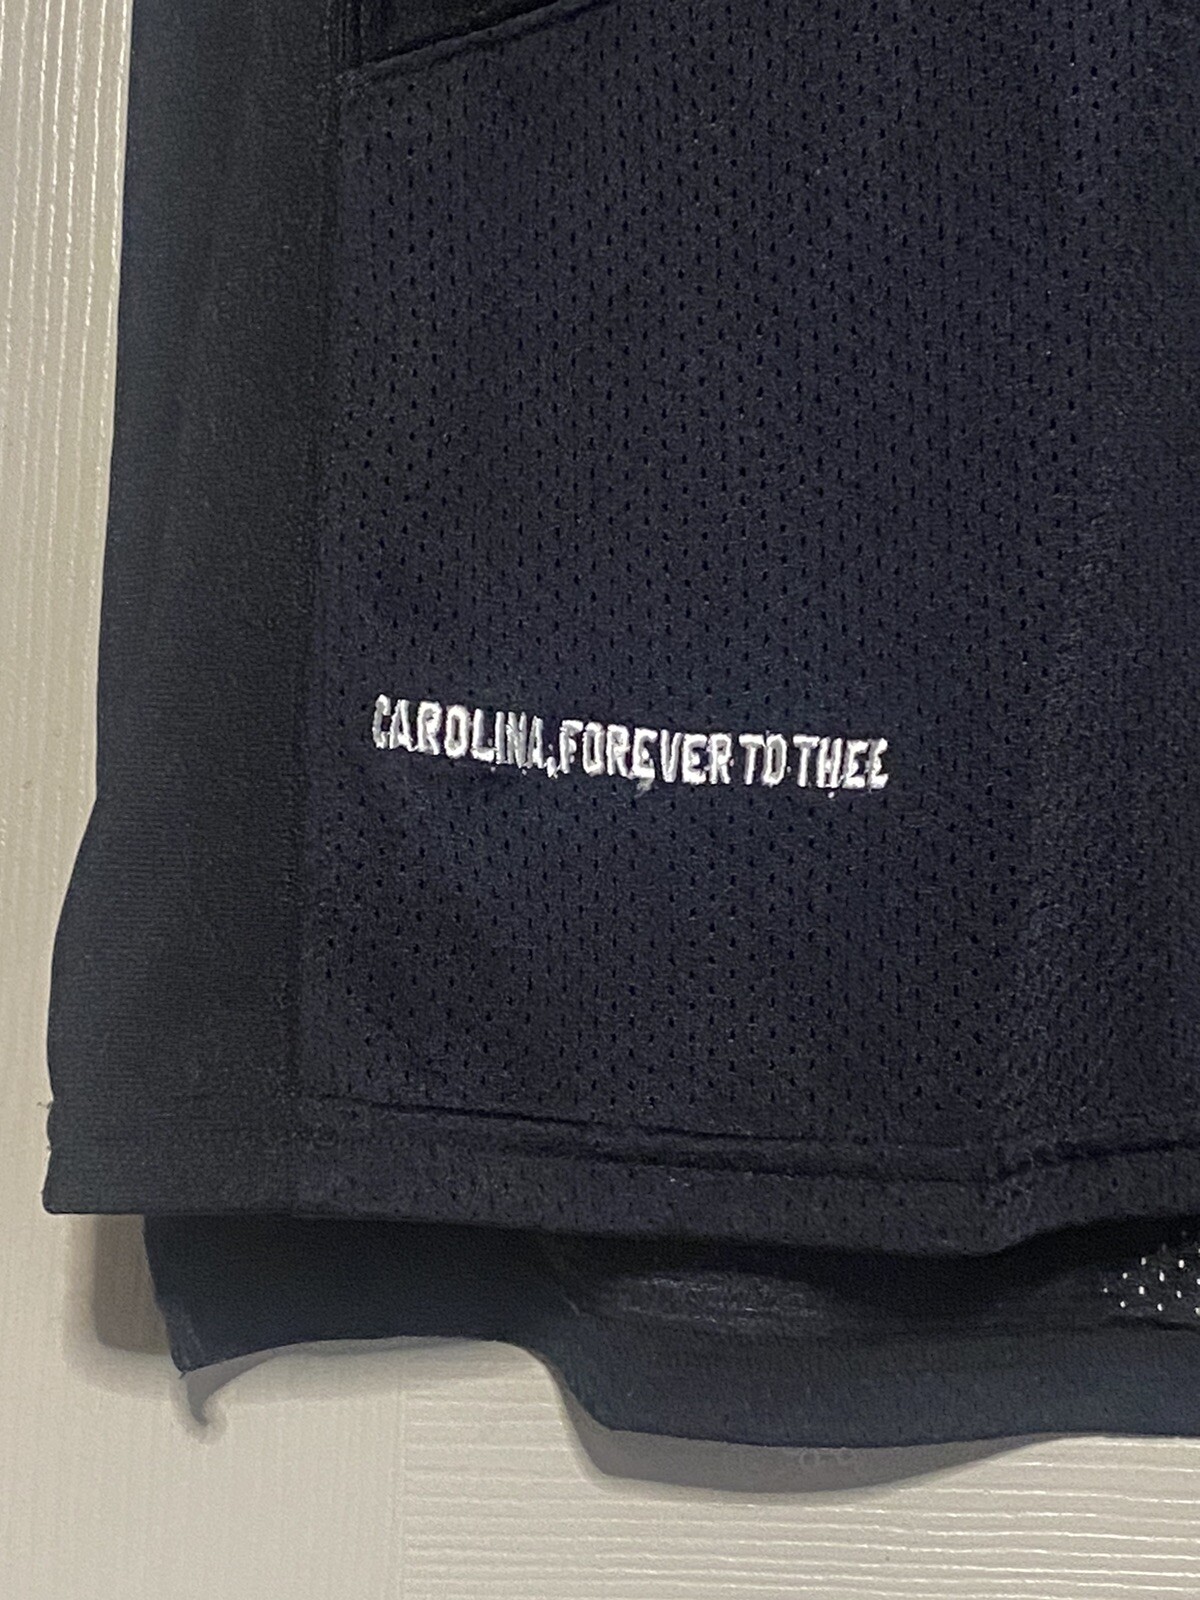 CAROLINA, FOREVER TO THEE